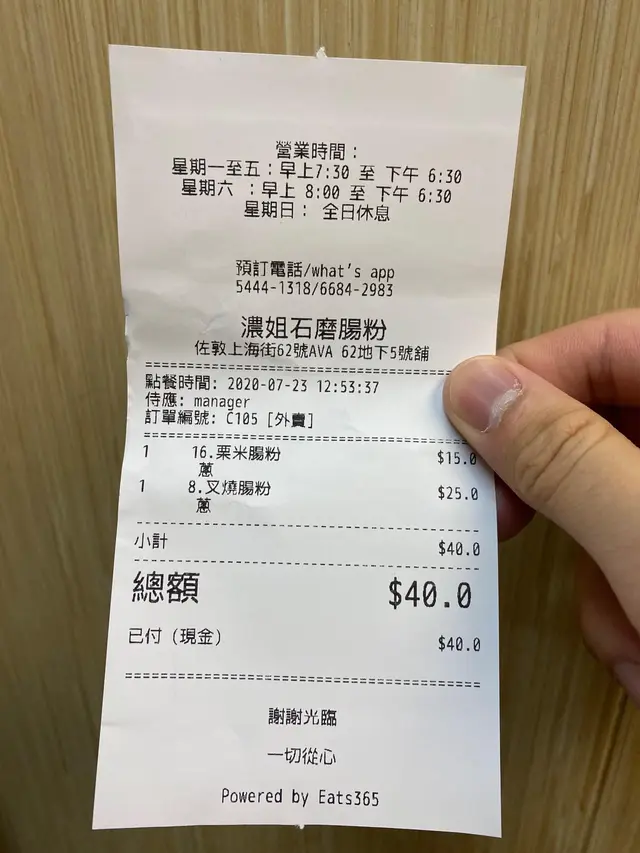 營業時間：
星期一至五：早上7:30 至 下午 6:30
星期六 ：早上 8:00 至 下午 6:30
星期日： 全日休息
預訂電話/what's app
5444-1318/6684-2983
濃姐石磨腸粉
佐敦上海街62號AVA 62地下5號舖
點餐時間: 2020-07-23 12:53:37
侍應: manager
訂單編號: C105 [外賣]
1 16.粟米腸粉 $15.0
蔥
1 8.叉燒腸粉 $25.0
蔥
小計 $40.0
總額 $40.0
已付 (現金) $40.0
謝謝光臨
一切從心
Powered by Eats365